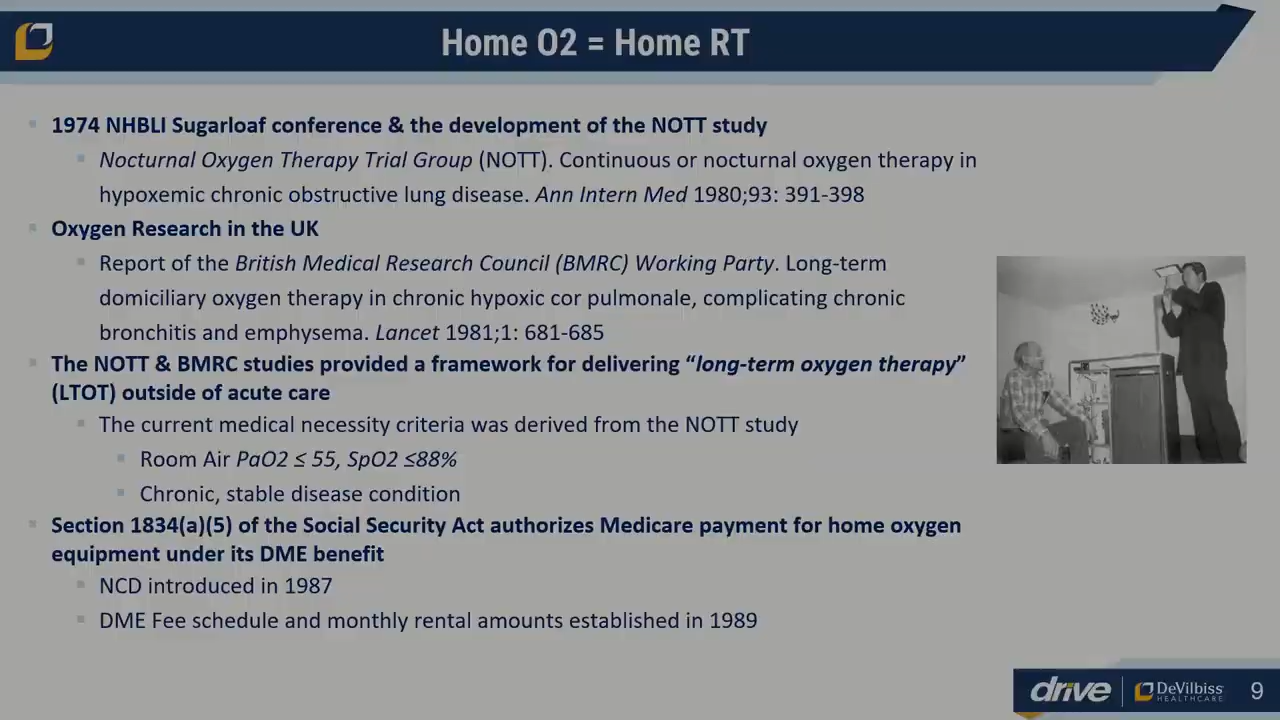 Home O2 = Home RT
1974 NHBLI Sugarloaf conference & the development of the NOTT study
Nocturnal Oxygen Therapy Trial Group (NOTT). Continuous or nocturnal oxygen therapy in
hypoxemic chronic obstructive lung disease. Ann Intern Med 1980;93: 391-398
Oxygen Research in the UK
Report of the British Medical Research Council (BMRC) Working Party. Long-term
domiciliary oxygen therapy in chronic hypoxic cor pulmonale, complicating chronic
bronchitis and emphysema. Lancet 1981;1: 681-685
The NOTT & BMRC studies provided a framework for delivering “long-term oxygen therapy”
(LTOT) outside of acute care
The current medical necessity criteria was derived from the NOTT study
Room Air PaO2 ≤ 55, SpO2 ≤88%
Chronic, stable disease condition
Section 1834(a)(5) of the Social Security Act authorizes Medicare payment for home oxygen
equipment under its DME benefit
NCD introduced in 1987
DME Fee schedule and monthly rental amounts established in 1989
drive DeVilbiss HEALTHCARE 9